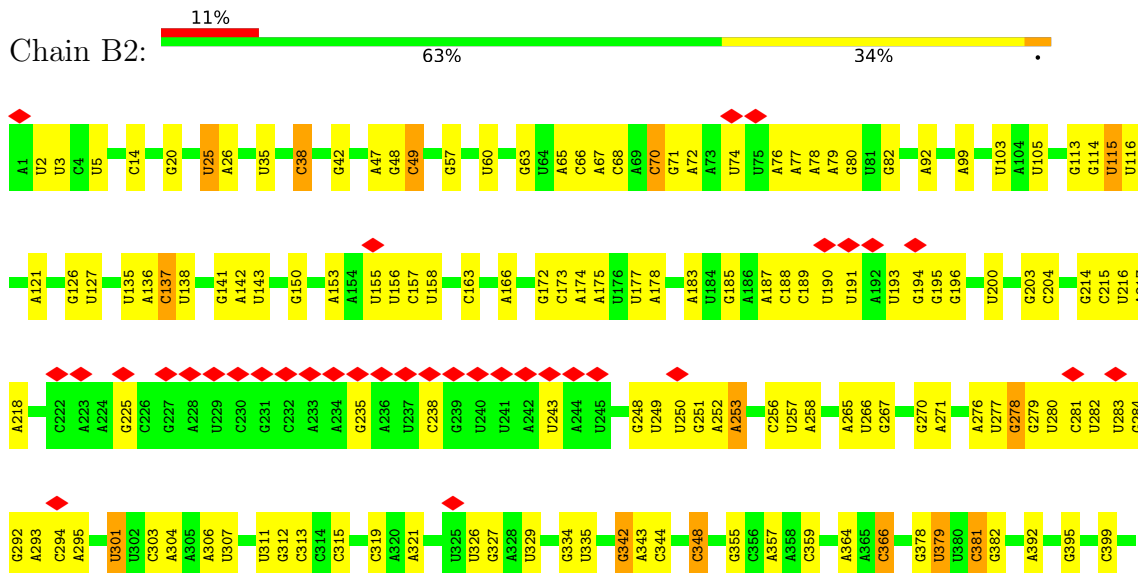 11%
Chain B2:
63% 34% •
A1 U2 U3 C4 U5 C14 G20 U25 A26 U35 C38 G42 A47 G48 C49 G57 U60 G63 U64 A65 C66 A67 C68 A69 C70 G71 A72 A73 U74 U75 A76 A77 A78 A79 G80 U81 G82 A92 A99 U103 A104 U105 G113 G114 U115 U116
A121 G126 U127 U135 A136 C137 U138 G141 A142 U143 G150 A153 A154 U155 U156 C157 U158 C163 A166 G172 C173 A174 A175 U176 U177 A178 A183 U184 G185 A186 A187 C188 C189 U190 U191 A192 U193 G194 G195 G196 U200 G203 C204 G214 C215 U216
A218 C222 A223 A224 G225 C226 G227 A228 U229 C230 G231 C232 A233 A234 G235 A236 U237 C238 G239 U240 U241 A242 U243 A244 U245 G248 U249 U250 G251 A252 A253 C256 U257 A258 A265 U266 G267 G270 A271 A276 U277 G278 G279 U280 C281 U282 U283 G284
G292 A293 C294 A295 U301 U302 C303 A304 A305 A306 U307 U311 G312 C313 C314 C315 C319 A320 A321 U325 U326 G327 A328 U329 G334 U335 G342 A343 C344 C348 G355 C356 A357 A358 C359 A364 A365 C366 G378 U379 U380 C381 G382 A392 G395 C399